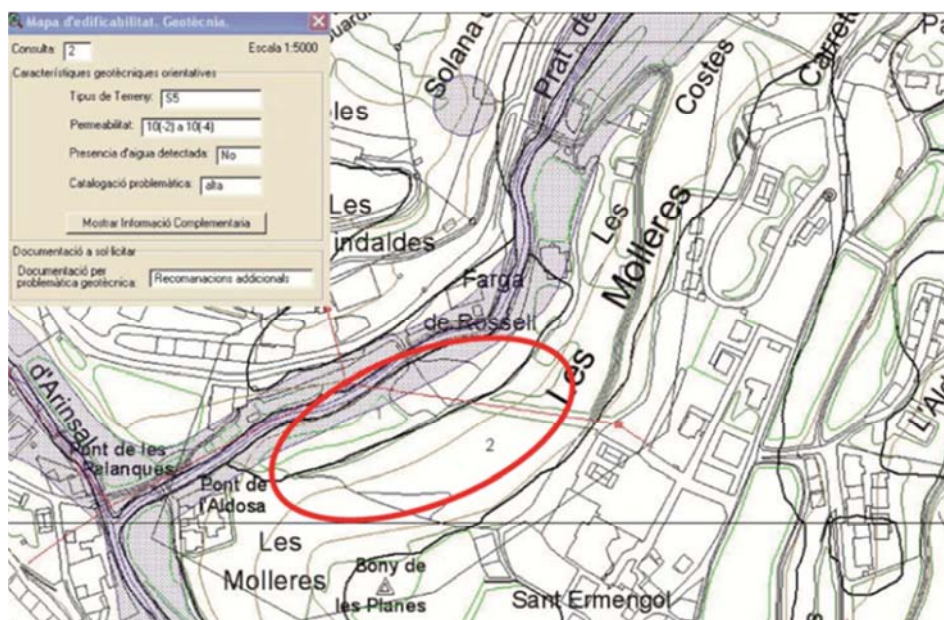 Mapa d'edificabilitat. Geotècnia.
Consulta: 2
Escala 1:5000
Característiques geotècniques orientatives
Tipus de Terreny: S5
Permeabilitat: 10(-2) a 10(-4)
Presencia d'aigua detectada: No
Catalogació problemàtica: alta
Mostrar Informació Complementaria
Documentació a sol·licitar
Documentació per
problemàtica geotècnica: Recomanacions addicionals
Solana
Prat de
Costes
Les
Les
indaldes
Les
Molleres
Farga
de Rossell
Les
d'Arinsal
Pont de les
Palanques
2
Pont de
l'Aldosa
Les
Molleres
Bony de
les Planes
Sant Ermengol